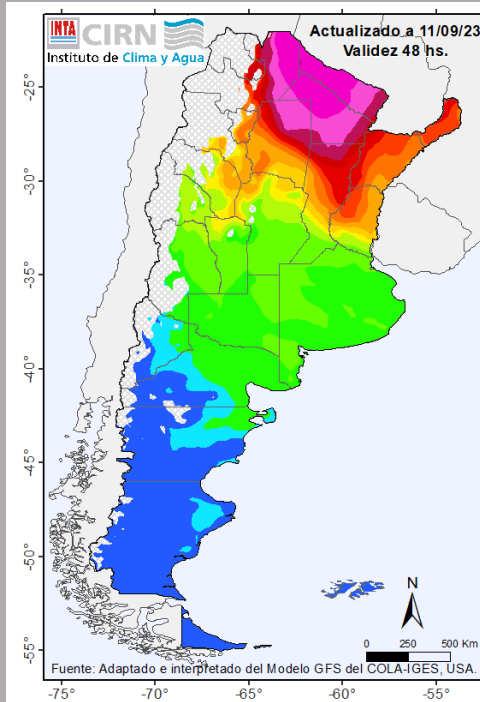 INTA CIRN
Instituto de Clima y Agua
Actualizado a 11/09/23
Validez 48 hs.
-25°
-30°
-35°
-40°
-45°
-50°
-55°
N
0 250 500 Km
Fuente: Adaptado e interpretado del Modelo GFS del COLA-IGES, USA.
-75° -70° -65° -60° -55°